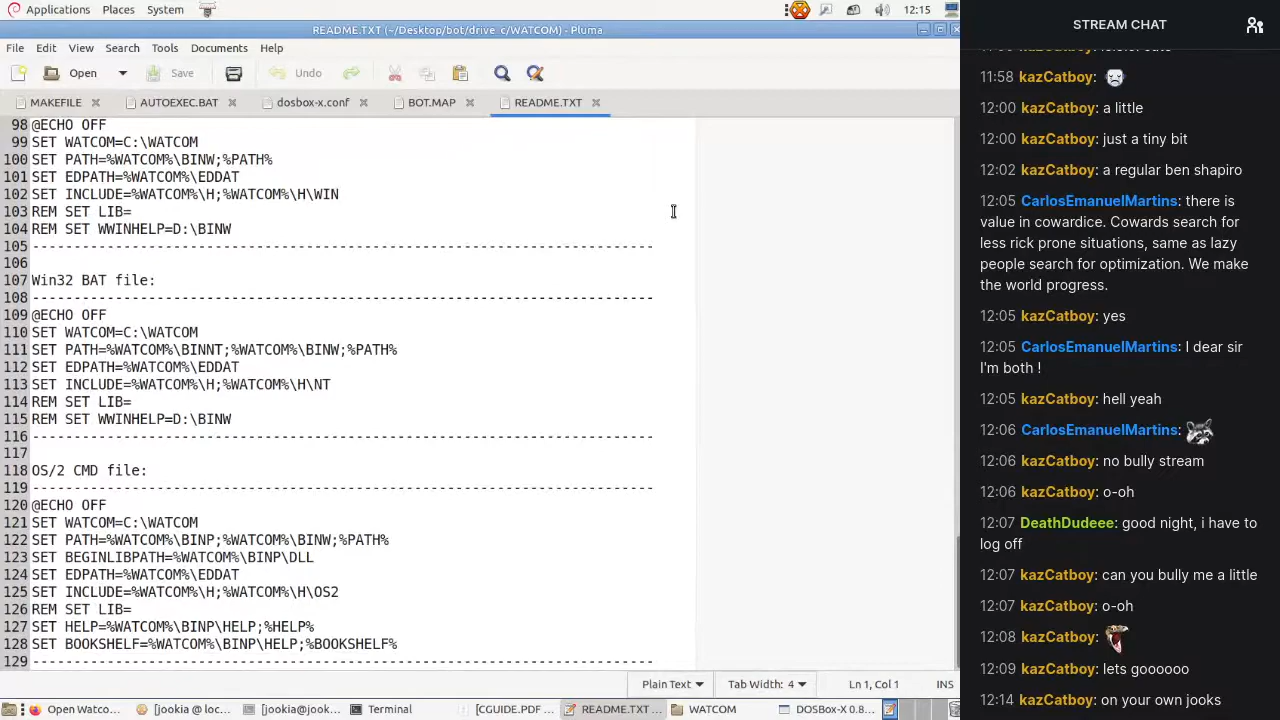 Applications Places System 12:15
README.TXT (~/Desktop/bot/drive_c/WATCOM) - Pluma
File Edit View Search Tools Documents Help
Open Save Undo
MAKEFILE AUTOEXEC.BAT dosbox-x.conf BOT.MAP README.TXT
98 @ECHO OFF
99 SET WATCOM=C:\WATCOM
100 SET PATH=%WATCOM%\BINW;%PATH%
101 SET EDPATH=%WATCOM%\EDDAT
102 SET INCLUDE=%WATCOM%\H;%WATCOM%\H\WIN
103 REM SET LIB=
104 REM SET WWINHELP=D:\BINW
105 ---------------------------------------------------------------------------
106
107 Win32 BAT file:
108 ---------------------------------------------------------------------------
109 @ECHO OFF
110 SET WATCOM=C:\WATCOM
111 SET PATH=%WATCOM%\BINNT;%WATCOM%\BINW;%PATH%
112 SET EDPATH=%WATCOM%\EDDAT
113 SET INCLUDE=%WATCOM%\H;%WATCOM%\H\NT
114 REM SET LIB=
115 REM SET WWINHELP=D:\BINW
116 ---------------------------------------------------------------------------
117
118 OS/2 CMD file:
119 ---------------------------------------------------------------------------
120 @ECHO OFF
121 SET WATCOM=C:\WATCOM
122 SET PATH=%WATCOM%\BINP;%WATCOM%\BINW;%PATH%
123 SET BEGINLIBPATH=%WATCOM%\BINP\DLL
124 SET EDPATH=%WATCOM%\EDDAT
125 SET INCLUDE=%WATCOM%\H;%WATCOM%\H\OS2
126 REM SET LIB=
127 SET HELP=%WATCOM%\BINP\HELP;%HELP%
128 SET BOOKSHELF=%WATCOM%\BINP\HELP;%BOOKSHELF%
129 ---------------------------------------------------------------------------
Plain Text Tab Width: 4 Ln 1, Col 1 INS
Open Watco... [jookia @ loc... [jookia@jook... Terminal [CGUIDE.PDF ... README.TXT ... WATCOM DOSBox-X 0.8...
STREAM CHAT
11:58 kazCatboy:
12:00 kazCatboy: a little
12:00 kazCatboy: just a tiny bit
12:02 kazCatboy: a regular ben shapiro
12:05 CarlosEmanuelMartins: there is
value in cowardice. Cowards search for
less rick prone situations, same as lazy
people search for optimization. We make
the world progress.
12:05 kazCatboy: yes
12:05 CarlosEmanuelMartins: I dear sir
I'm both !
12:05 kazCatboy: hell yeah
12:06 CarlosEmanuelMartins:
12:06 kazCatboy: no bully stream
12:06 kazCatboy: o-oh
12:07 DeathDudeee: good night, i have to
log off
12:07 kazCatboy: can you bully me a little
12:07 kazCatboy: o-oh
12:08 kazCatboy:
12:09 kazCatboy: lets goooooo
12:14 kazCatboy: on your own jooks